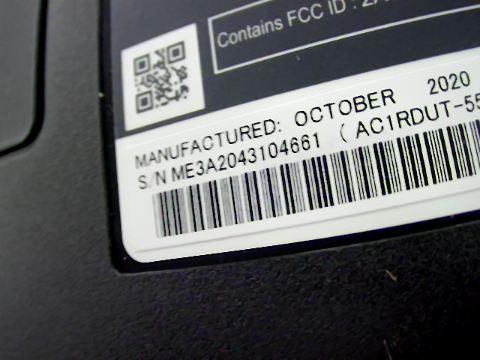 Contains FCC ID :
MANUFACTURED: OCTOBER 2020
S/N ME3A2043104661 ( AC1RDUT-55